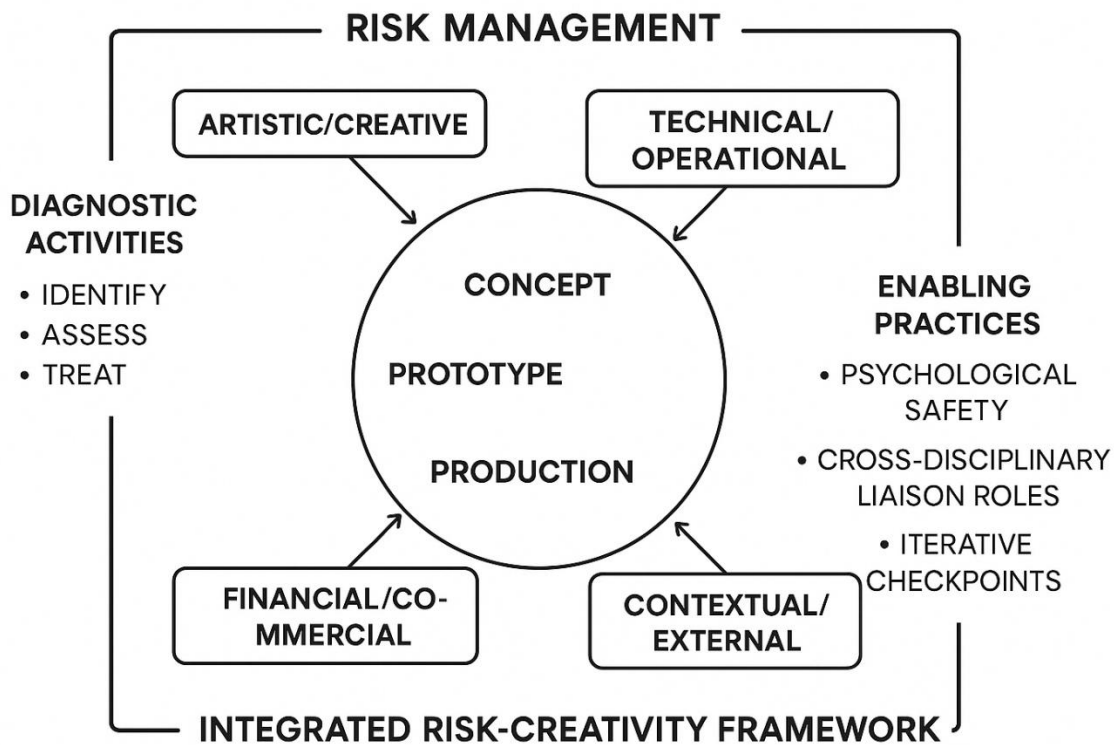 RISK MANAGEMENT
ARTISTIC/CREATIVE
TECHNICAL/
OPERATIONAL
DIAGNOSTIC
ACTIVITIES
• IDENTIFY
• ASSESS
• TREAT
CONCEPT
PROTOTYPE
PRODUCTION
ENABLING
PRACTICES
• PSYCHOLOGICAL
SAFETY
• CROSS-DISCIPLINARY
LIAISON ROLES
• ITERATIVE
CHECKPOINTS
FINANCIAL/CO-
MMERCIAL
CONTEXTUAL/
EXTERNAL
INTEGRATED RISK-CREATIVITY FRAMEWORK